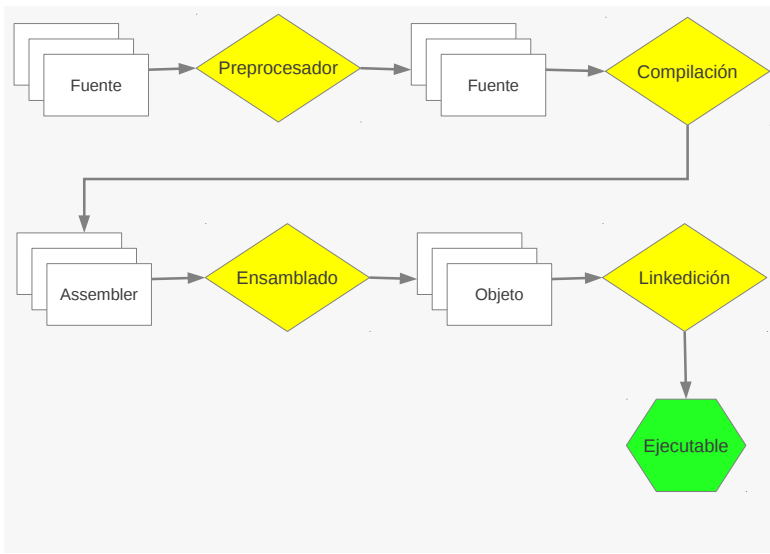 Fuente
Preprocesador
Fuente
Compilación
Assembler
Ensamblado
Objeto
Linkedición
Ejecutable